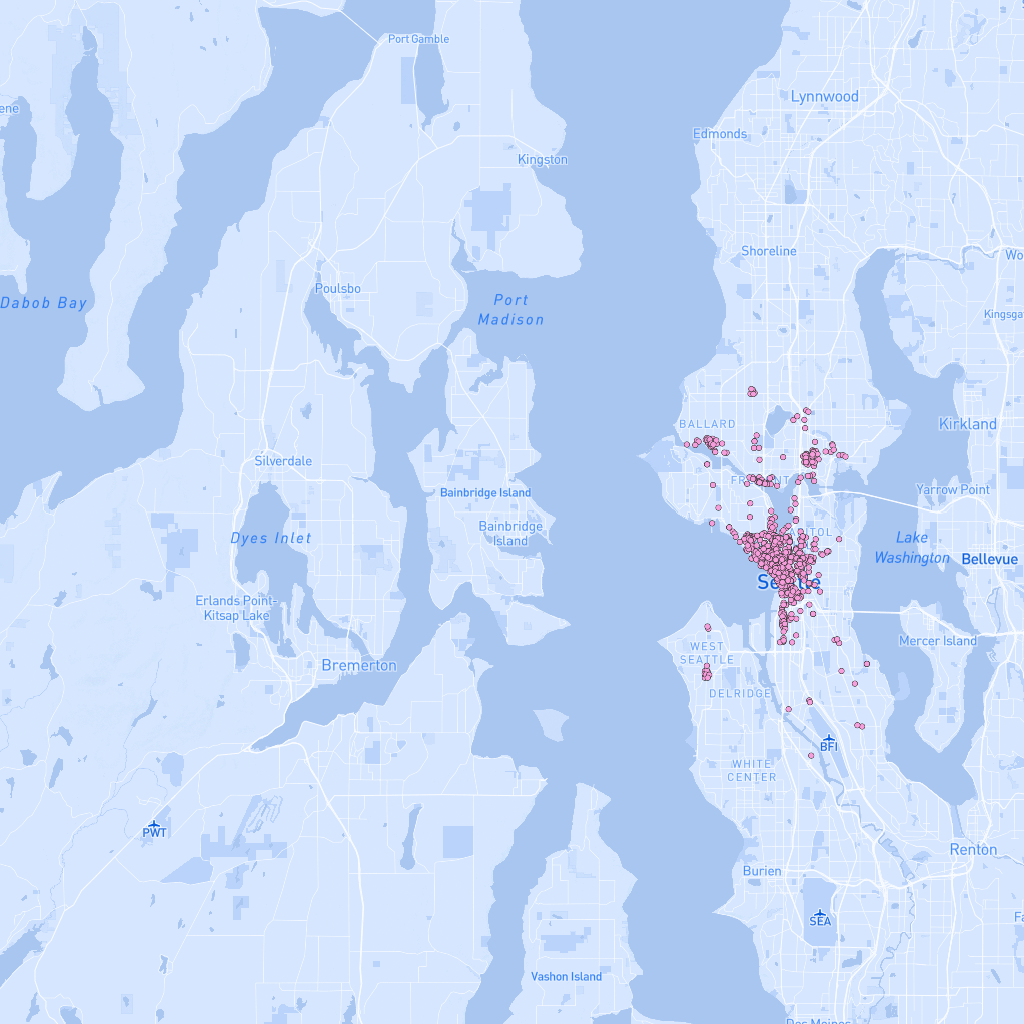 Port Gamble
Lynnwood
ene
Edmonds
Kingston
Shoreline
Wo
Poulsbo
Dabob Bay
Port
Madison
Kingsga
BALLARD
Kirkland
Silverdale
Bainbridge Island
Yarrow Point
Bainbridge
Island
Dyes Inlet
Lake
Washington
Bellevue
Seattle
Erlands Point-
Kitsap Lake
Mercer Island
WEST
SEATTLE
Bremerton
DELRIDGE
BFI
WHITE
CENTER
PWT
Renton
Burien
SEA
Fa
Vashon Island
Des Moines